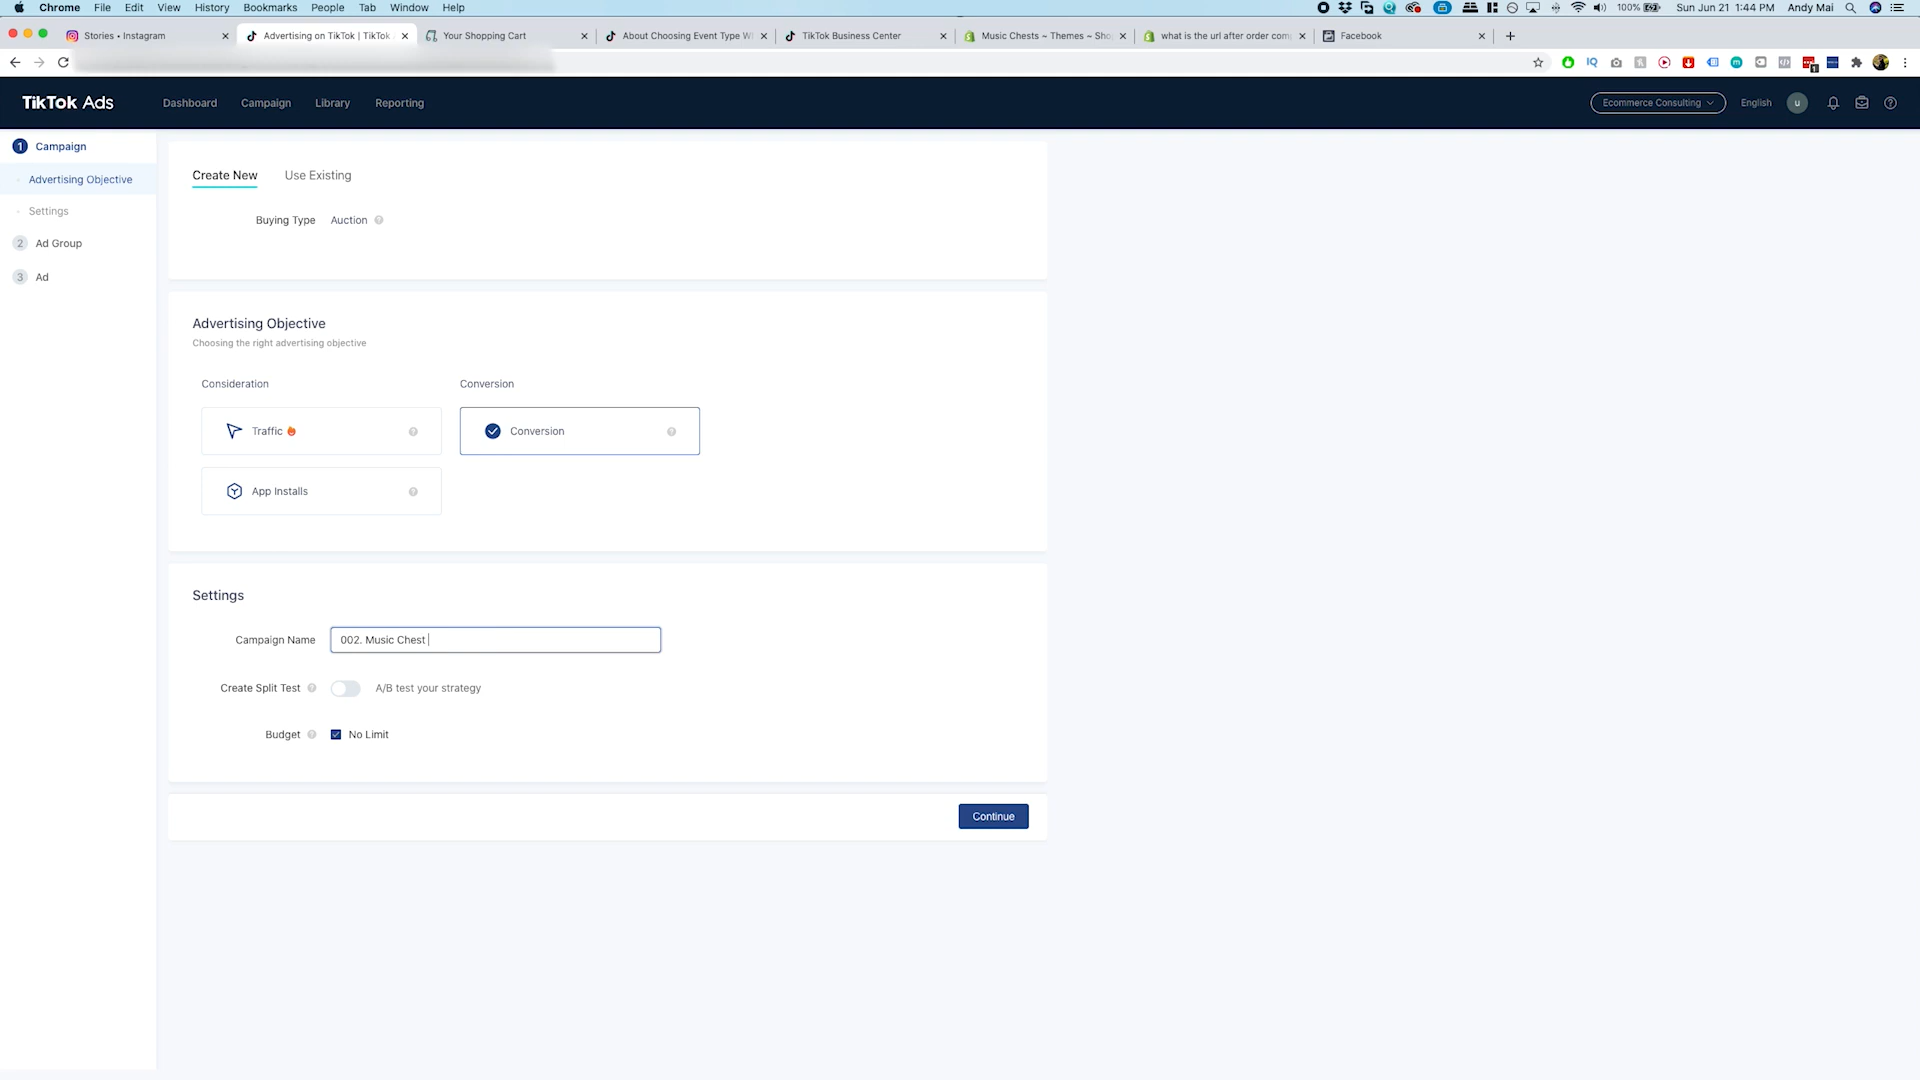 Chrome File Edit View History Bookmarks People Tab Window Help 100% Sun Jun 21 1:44 PM Andy Mai
Stories • Instagram Advertising on TikTok | TikTok Your Shopping Cart About Choosing Event Type W TikTok Business Center Music Chests ~ Themes ~ Sho what is the url after order com Facebook
IQ 1
TikTok Ads Dashboard Campaign Library Reporting Ecommerce Consulting English u
1 Campaign
Advertising Objective
Settings
2 Ad Group
3 Ad
Create New Use Existing
Buying Type Auction
Advertising Objective
Choosing the right advertising objective
Consideration Conversion
Traffic Conversion
App Installs
Settings
Campaign Name 002. Music Chest
Create Split Test A/B test your strategy
Budget No Limit
Continue